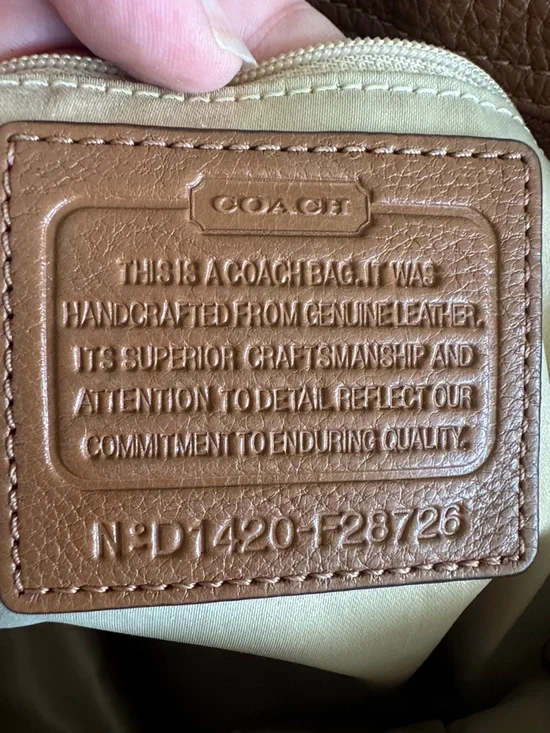 COACH
THIS IS A COACH BAG. IT WAS
HANDCRAFTED FROM GENUINE LEATHER.
ITS SUPERIOR CRAFTSMANSHIP AND
ATTENTION TO DETAIL REFLECT OUR
COMMITMENT TO ENDURING QUALITY.
Nº:D1420-F28726